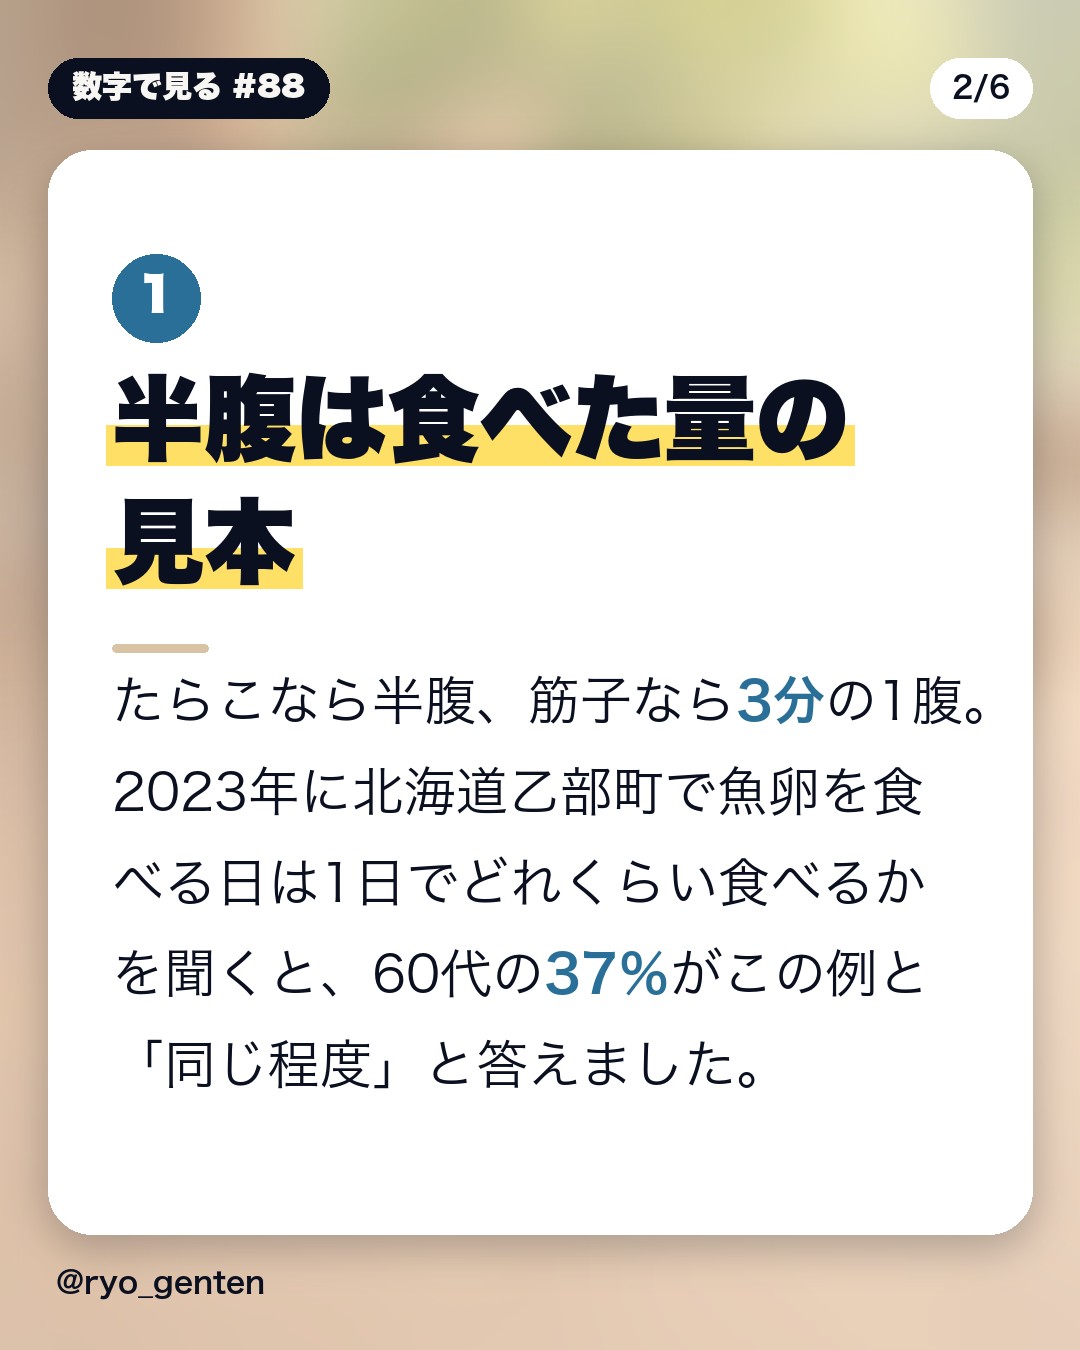 数字で見る #88
2/6
1
半腹は食べた量の
見本
たらこなら半腹、筋子なら3分の1腹。
2023年に北海道乙部町で魚卵を食
べる日は1日でどれくらい食べるか
を聞くと、60代の37%がこの例と
「同じ程度」と答えました。
@ryo_genten